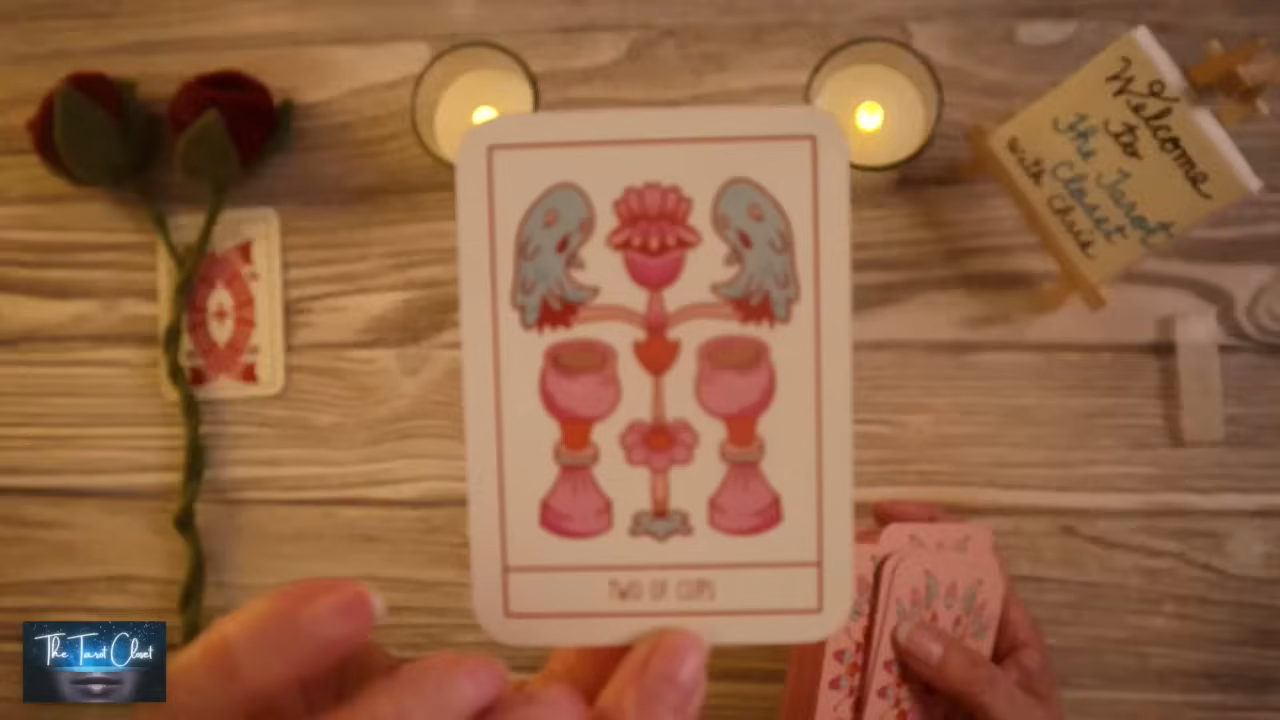 Welcome
To
The Tarot
Closet
with Chris
TWO OF CUPS
The Tarot Closet